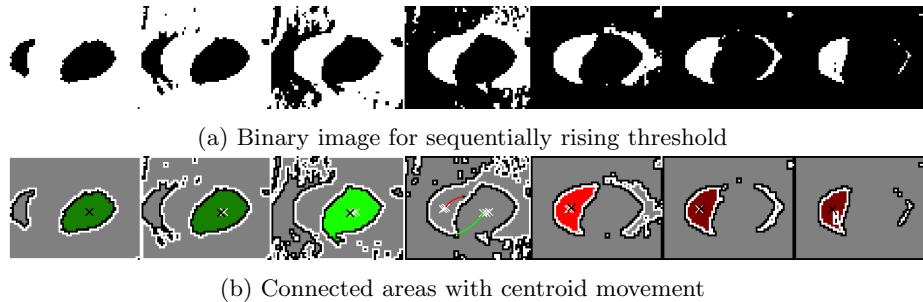 (a) Binary image for sequentially rising threshold
(b) Connected areas with centroid movement